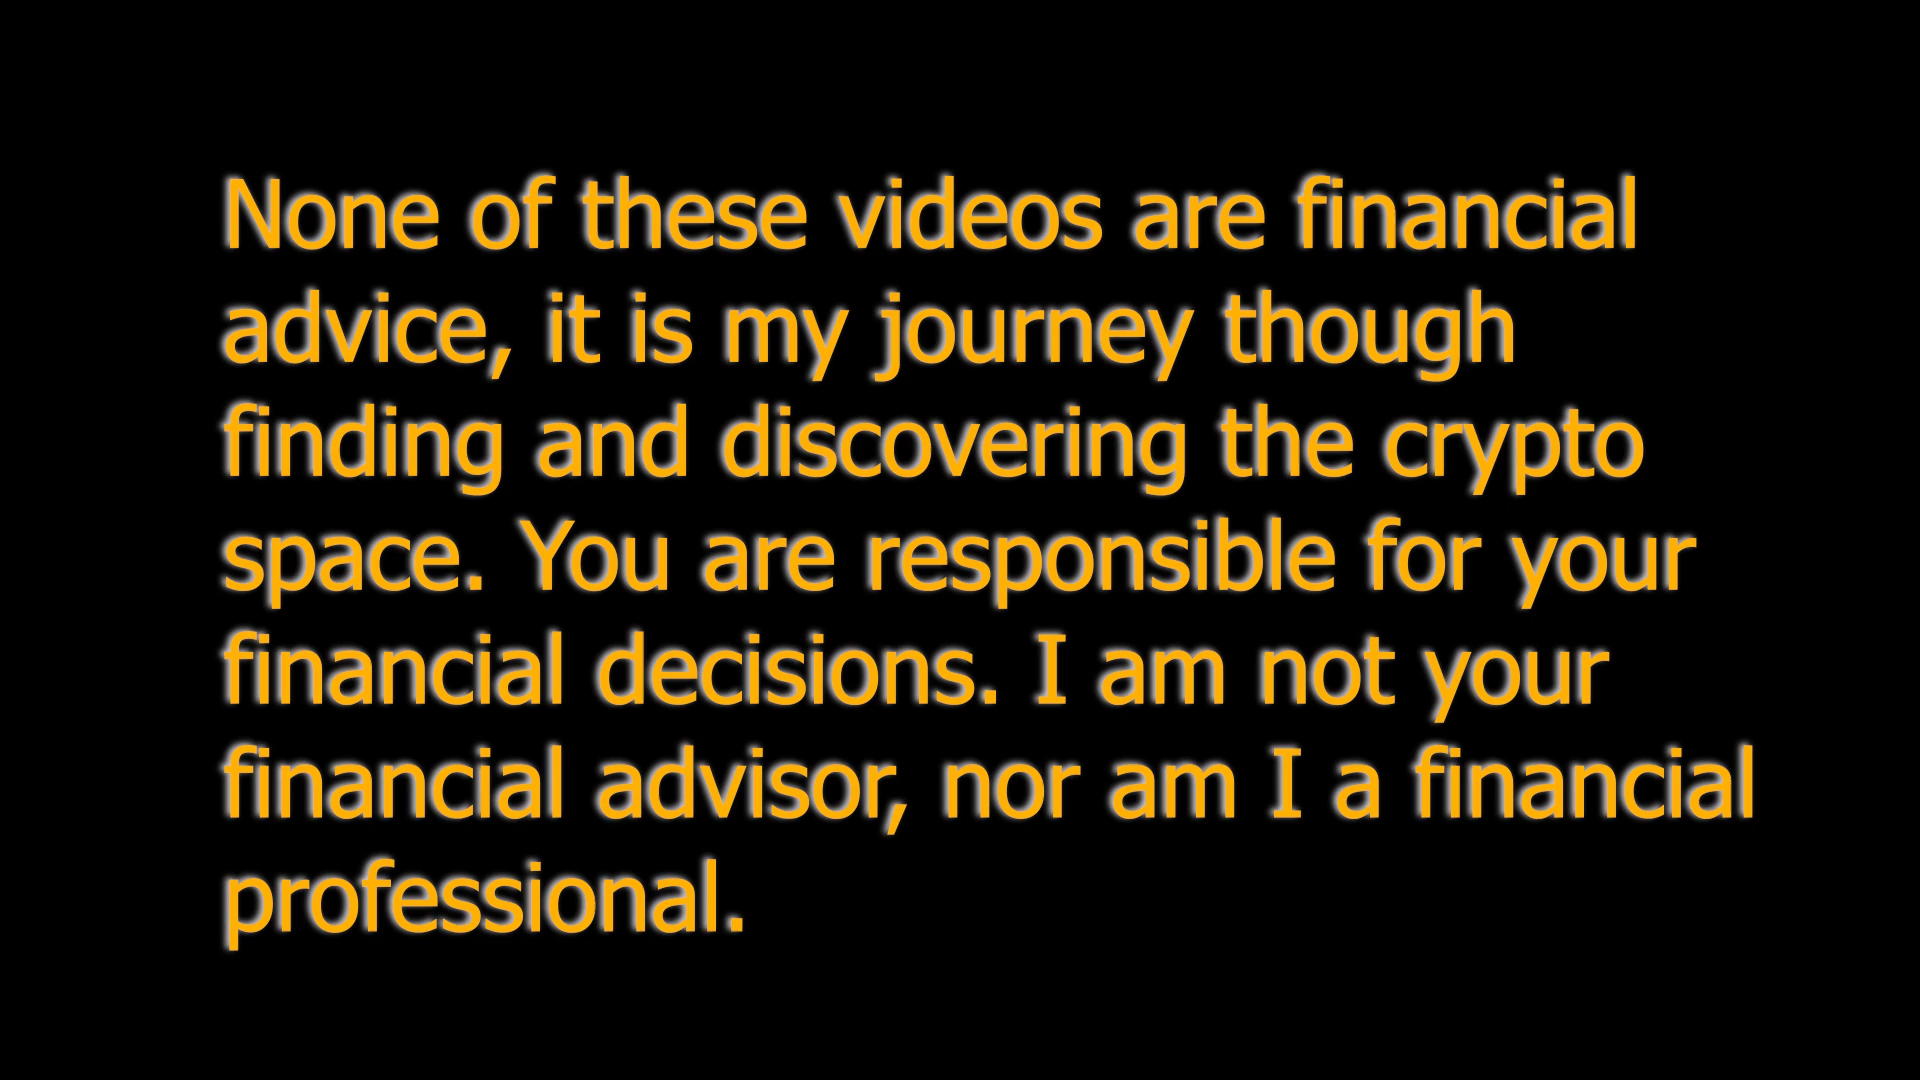 None of these videos are financial
advice, it is my journey though
finding and discovering the crypto
space. You are responsible for your
financial decisions. I am not your
financial advisor, nor am I a financial
professional.